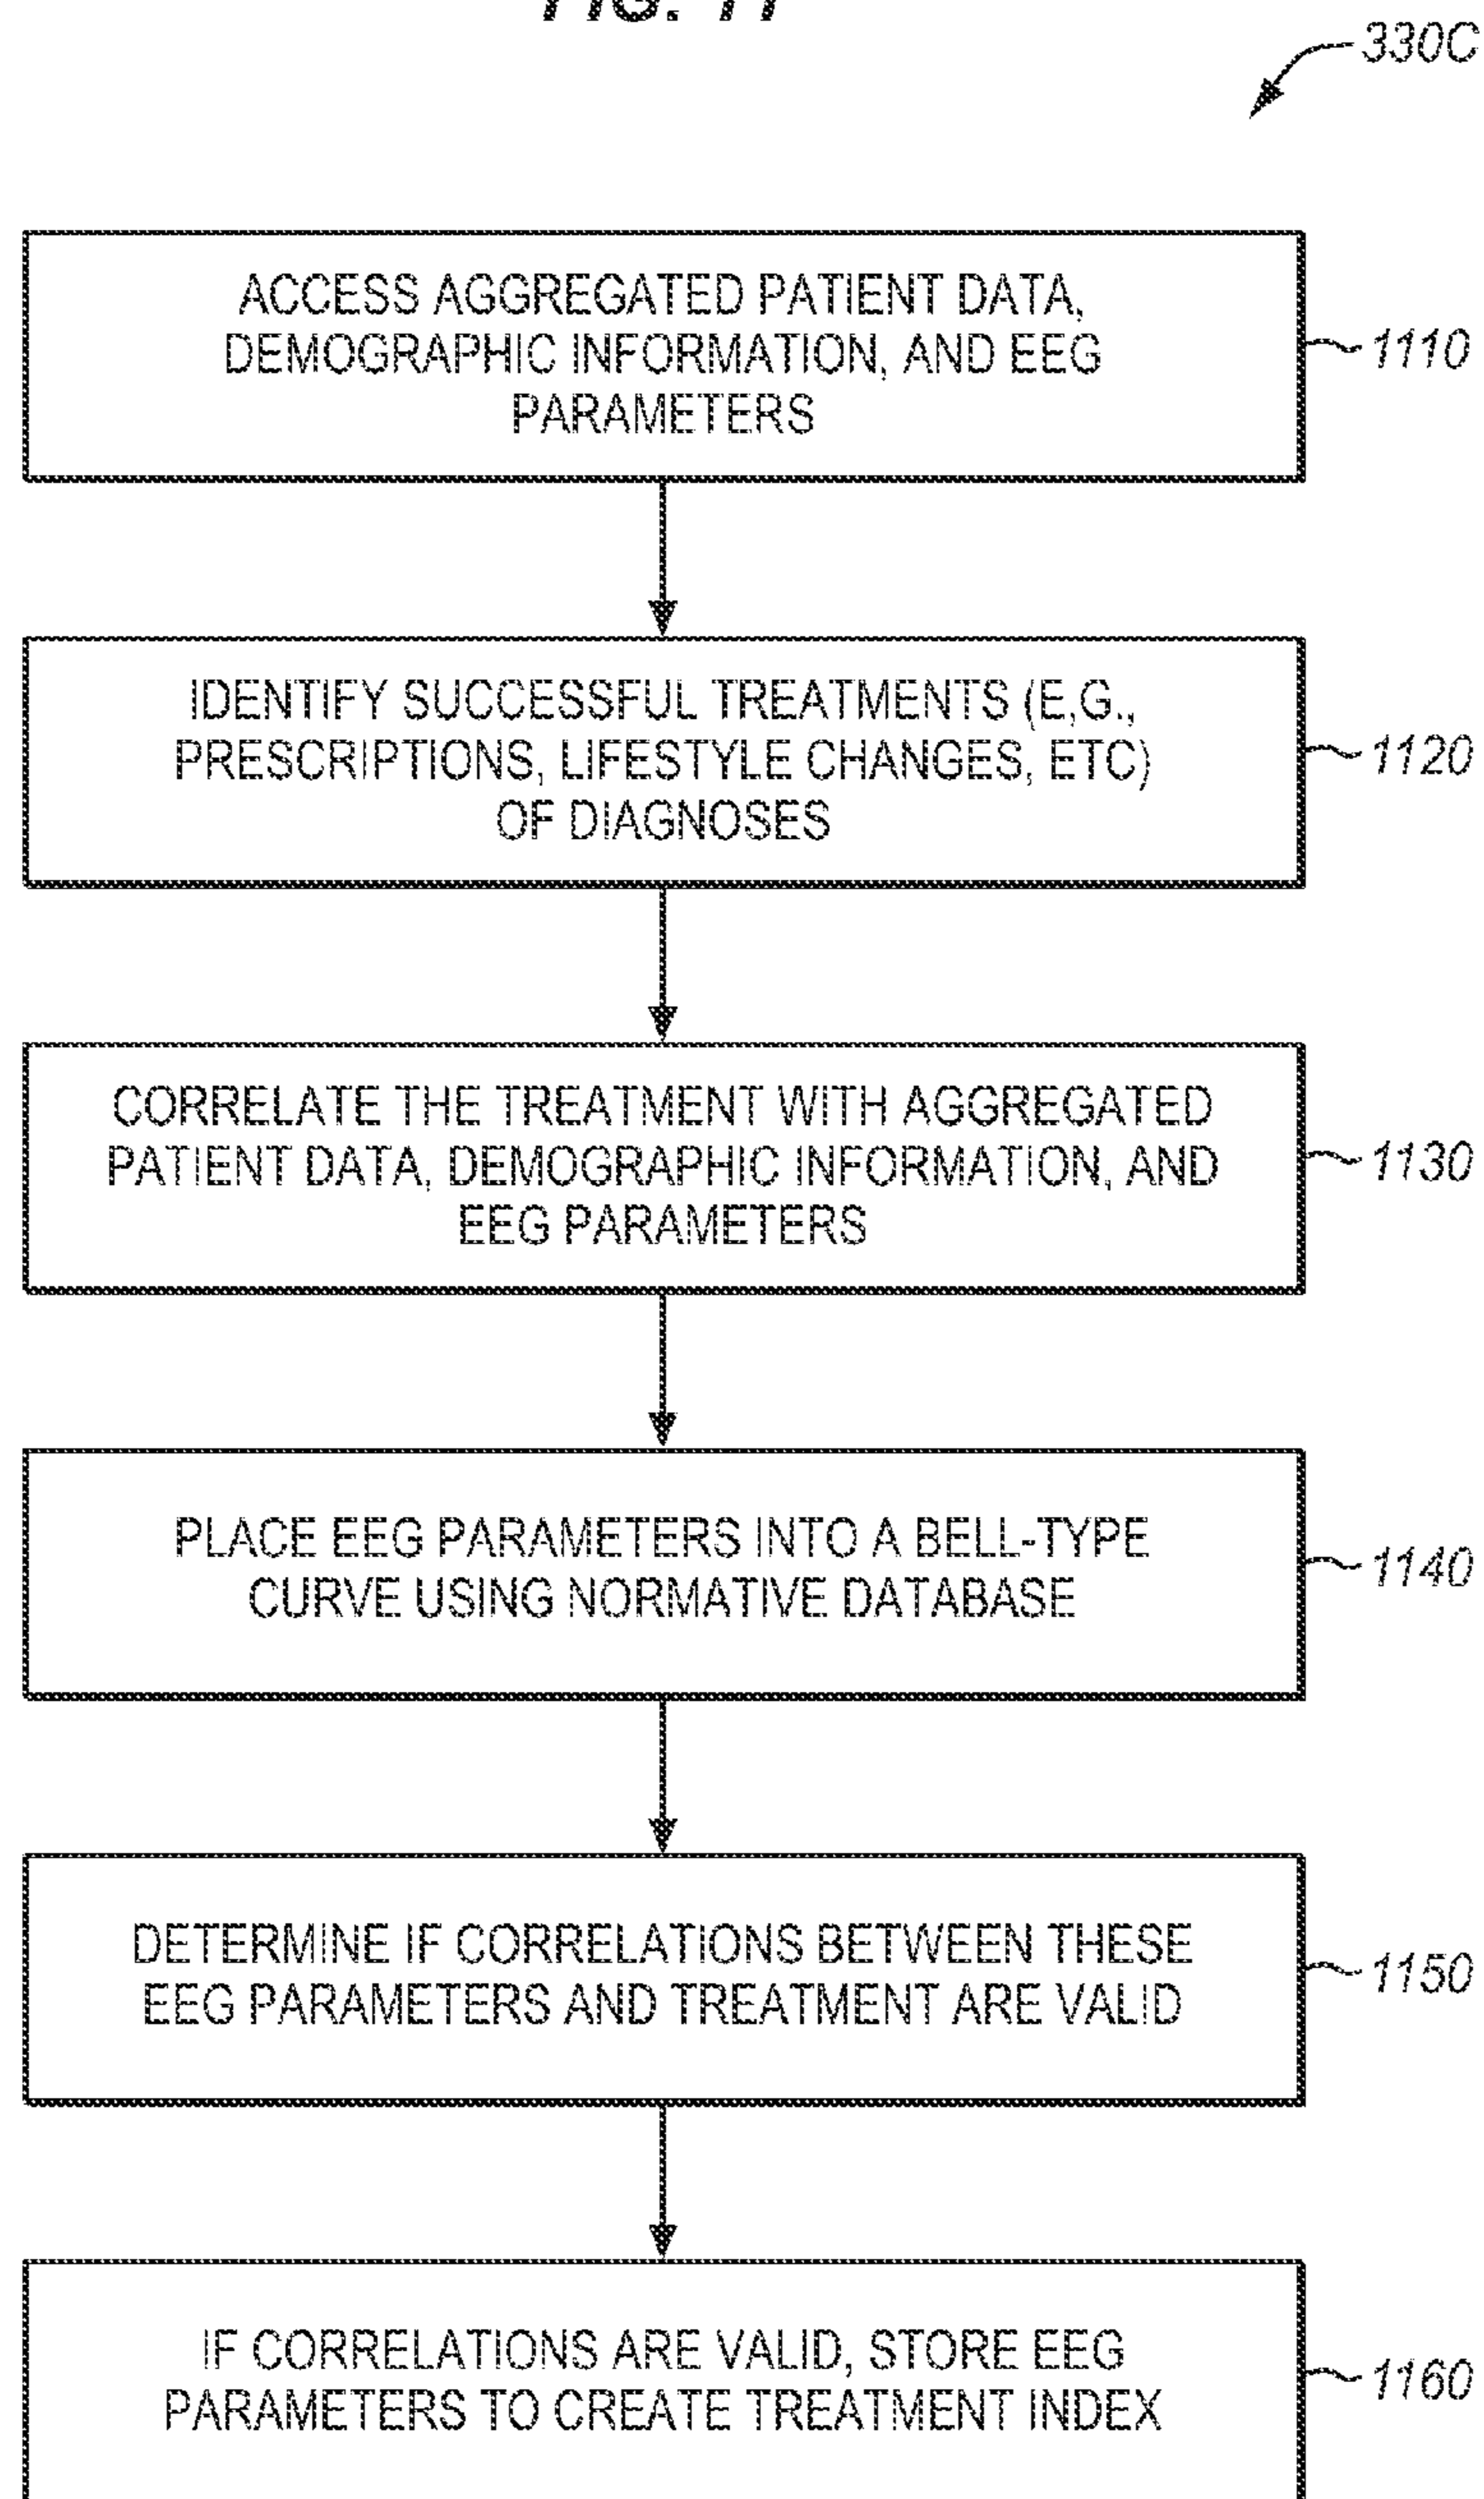 FIG. 11
330C
ACCESS AGGREGATED PATIENT DATA,
DEMOGRAPHIC INFORMATION, AND EEG
PARAMETERS
1110
IDENTIFY SUCCESSFUL TREATMENTS (E,G.,
PRESCRIPTIONS, LIFESTYLE CHANGES, ETC)
OF DIAGNOSES
1120
CORRELATE THE TREATMENT WITH AGGREGATED
PATIENT DATA, DEMOGRAPHIC INFORMATION, AND
EEG PARAMETERS
1130
PLACE EEG PARAMETERS INTO A BELL-TYPE
CURVE USING NORMATIVE DATABASE
1140
DETERMINE IF CORRELATIONS BETWEEN THESE
EEG PARAMETERS AND TREATMENT ARE VALID
1150
IF CORRELATIONS ARE VALID, STORE EEG
PARAMETERS TO CREATE TREATMENT INDEX
1160